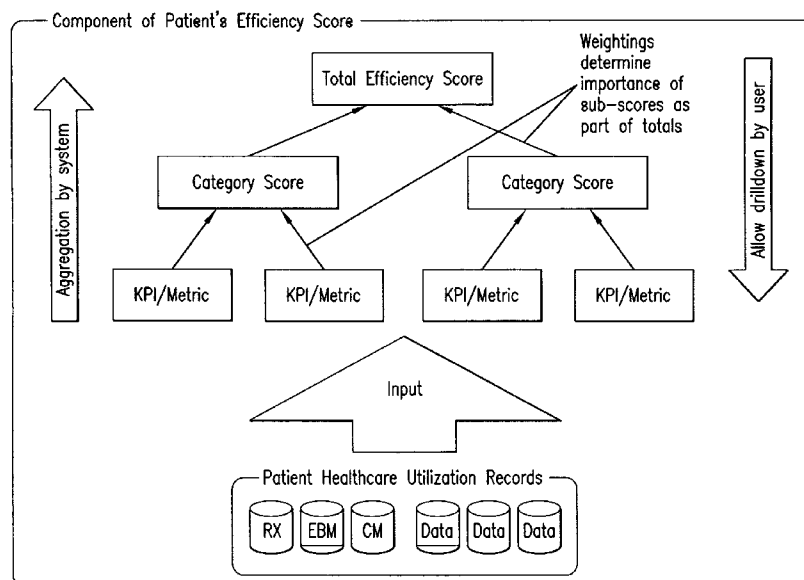 Component of Patient's Efficiency Score
Total Efficiency Score
Weightings
determine
importance of
sub-scores as
part of totals
Aggregation by system
Allow drilldown by user
Category Score
Category Score
KPI/Metric
KPI/Metric
KPI/Metric
KPI/Metric
Input
Patient Healthcare Utilization Records
RX
EBM
CM
Data
Data
Data